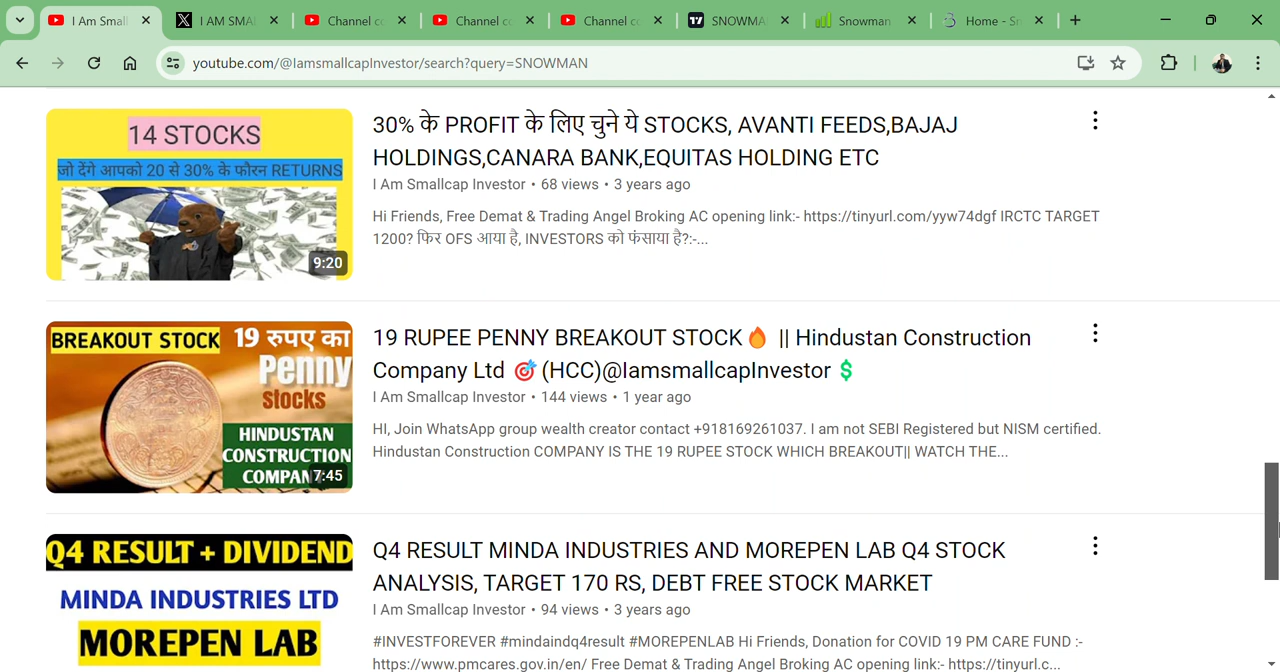 I Am Small
I AM SMA
Channel co
Channel co
Channel co
SNOWMA
Snowman
Home - Sn
youtube.com/@IamsmallcapInvestor/search?query=SNOWMAN
14 STOCKS
जो देंगे आपको 20 से 30% के फौरन RETURNS
9:20
30% के PROFIT के लिए चुने ये STOCKS, AVANTI FEEDS,BAJAJ
HOLDINGS,CANARA BANK,EQUITAS HOLDING ETC
I Am Smallcap Investor • 68 views • 3 years ago
Hi Friends, Free Demat & Trading Angel Broking AC opening link:- https://tinyurl.com/yyw74dgf IRCTC TARGET
1200? फिर OFS आया है, INVESTORS को फंसाया है?:-...
BREAKOUT STOCK
19 रुपए का
Penny
Stocks
HINDUSTAN
CONSTRUCTION
COMPAN
7:45
19 RUPEE PENNY BREAKOUT STOCK🔥 || Hindustan Construction
Company Ltd 🎯 (HCC)@IamsmallcapInvestor 💲
I Am Smallcap Investor • 144 views • 1 year ago
HI, Join WhatsApp group wealth creator contact +918169261037. I am not SEBI Registered but NISM certified.
Hindustan Construction COMPANY IS THE 19 RUPEE STOCK WHICH BREAKOUT|| WATCH THE...
Q4 RESULT + DIVIDEND
MINDA INDUSTRIES LTD
MOREPEN LAB
Q4 RESULT MINDA INDUSTRIES AND MOREPEN LAB Q4 STOCK
ANALYSIS, TARGET 170 RS, DEBT FREE STOCK MARKET
I Am Smallcap Investor • 94 views • 3 years ago
#INVESTFOREVER #mindaindq4result #MOREPENLAB Hi Friends, Donation for COVID 19 PM CARE FUND :-
https://www.pmcares.gov.in/en/ Free Demat & Trading Angel Broking AC opening link:- https://tinyurl.c...